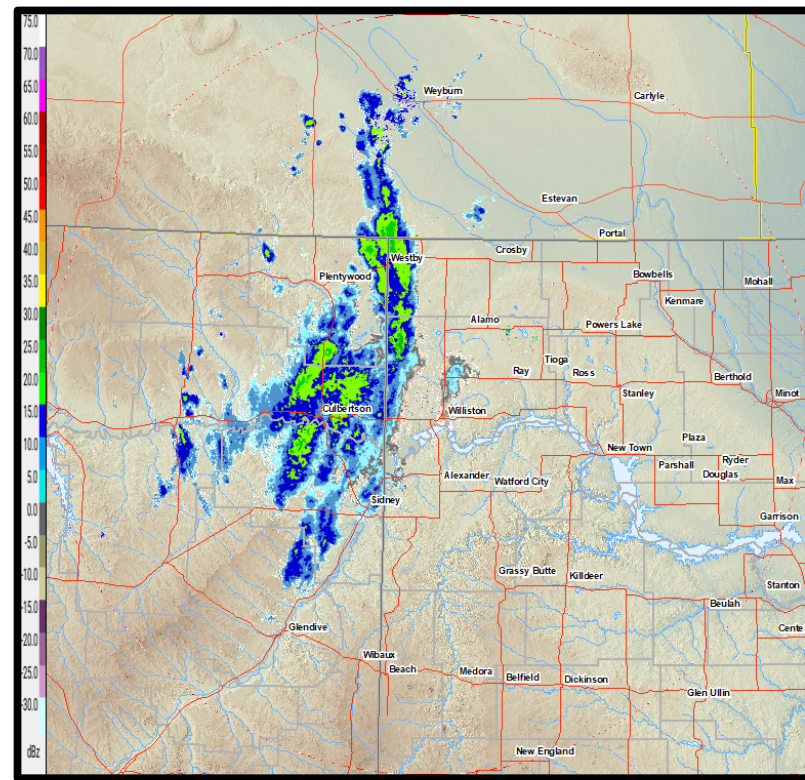 75.0
70.0
65.0
60.0
55.0
50.0
45.0
40.0
35.0
30.0
25.0
20.0
15.0
10.0
5.0
0.0
-5.0
-10.0
-15.0
-20.0
-25.0
-30.0
dBz
Weyburn
Carlyle
Estevan
Portal
Crosby
Westby
Plentywood
Bowbells
Mohall
Kenmare
Alamo
Powers Lake
Tioga
Ray
Ross
Berthold
Stanley
Minot
Culbertson
Williston
Plaza
New Town
Ryder
Parshall
Douglas
Alexander
Watford City
Max
Sidney
Garrison
Grassy Butte
Killdeer
Stanton
Beulah
Glendive
Cente
Wibaux
Beach
Medora
Belfield
Dickinson
Glen Ullin
New England